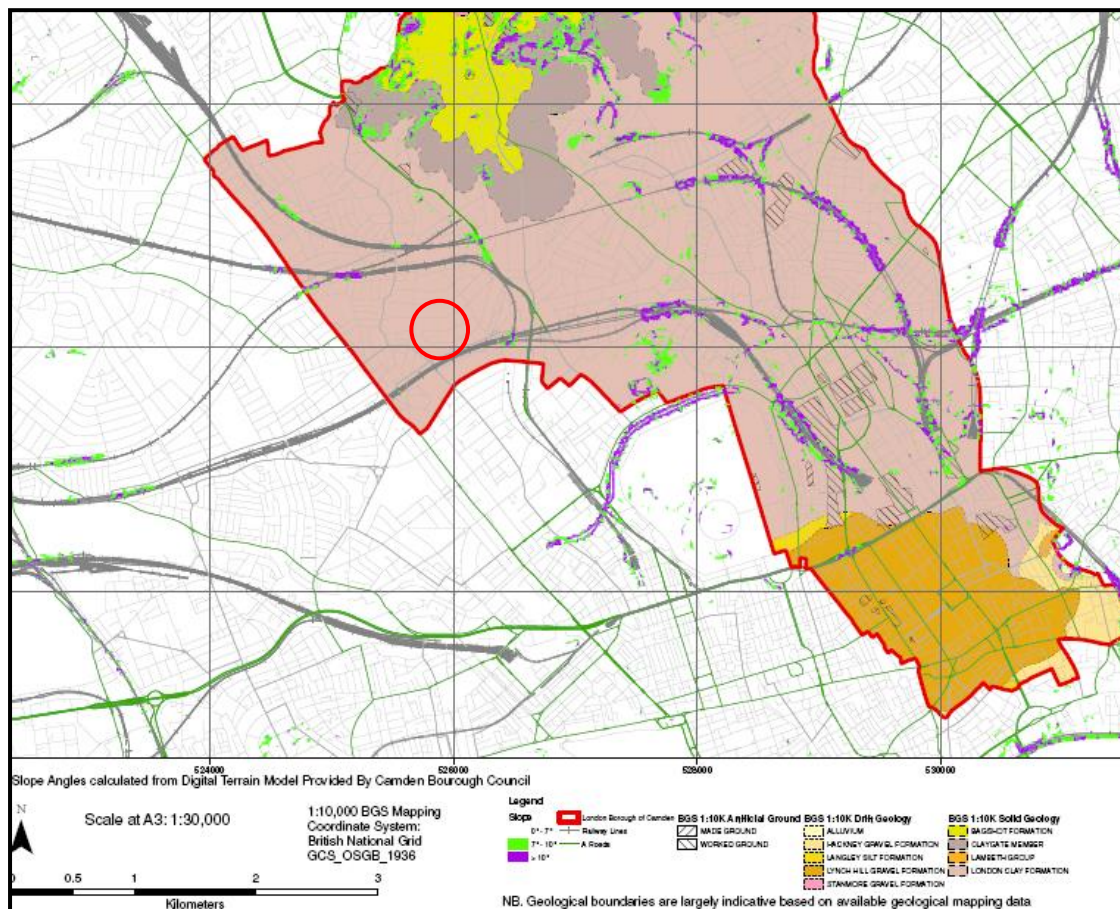 524000
526000
528000
530000
Slope Angles calculated from Digital Terrain Model Provided By Camden Bourough Council
N
Scale at A3: 1:30,000
0 0.5 1 2 3
Kilometers
1:10,000 BGS Mapping
Coordinate System:
British National Grid
GCS_OSGB_1936
Legend
Slope
0° - 7°
7° - 10°
> 10°
London Borough of Camden
Railway Lines
A Roads
BGS 1:10K Artificial Ground
MADE GROUND
WORKED GROUND
BGS 1:10K Drift Geology
ALLUVIUM
HACKNEY GRAVEL FORMATION
LANGLEY SILT FORMATION
LYNCH HILL GRAVEL FORMATION
STANMORE GRAVEL FORMATION
BGS 1:10K Solid Geology
BAGSHOT FORMATION
CLAYGATE MEMBER
LAMBETH GROUP
LONDON CLAY FORMATION
NB. Geological boundaries are largely indicative based on available geological mapping data